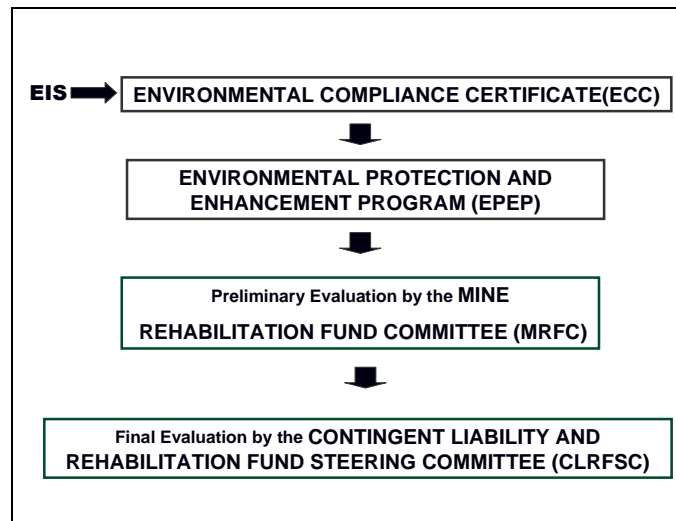 EIS
ENVIRONMENTAL COMPLIANCE CERTIFICATE(ECC)
ENVIRONMENTAL PROTECTION AND
ENHANCEMENT PROGRAM (EPEP)
Preliminary Evaluation by the MINE
REHABILITATION FUND COMMITTEE (MRFC)
Final Evaluation by the CONTINGENT LIABILITY AND
REHABILITATION FUND STEERING COMMITTEE (CLRFSC)